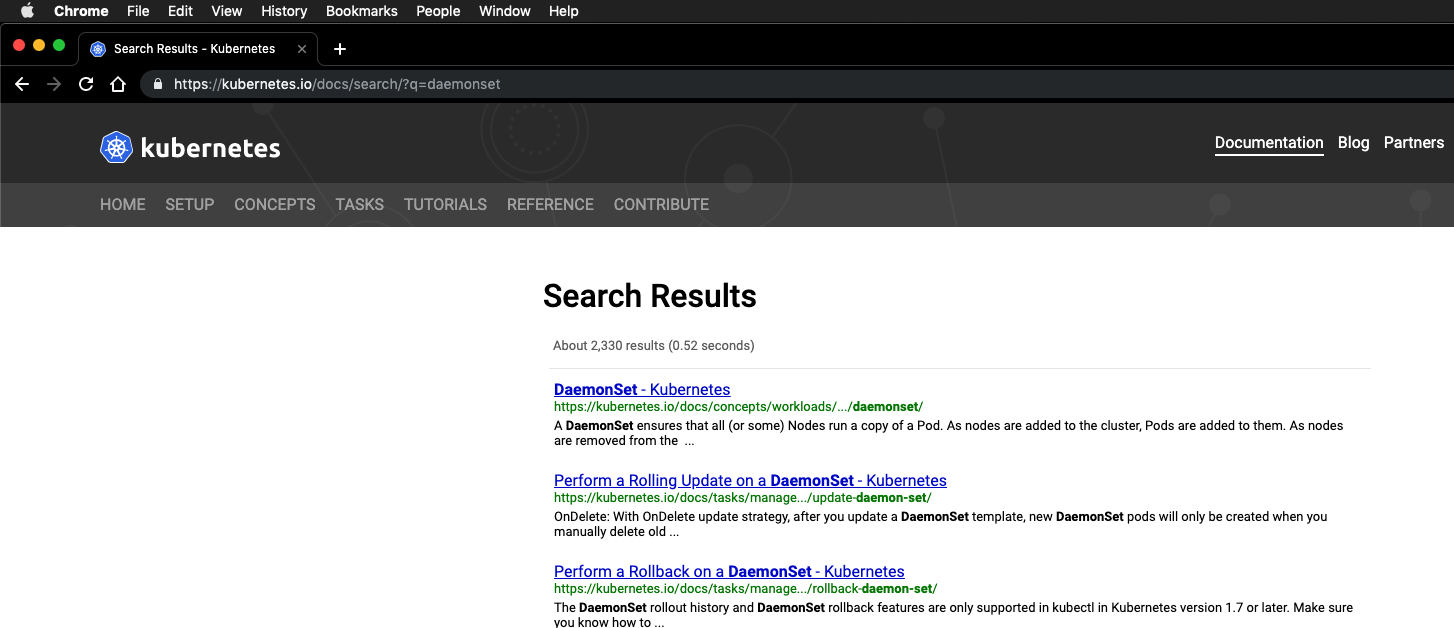 Chrome File Edit View History Bookmarks People Window Help
Search Results - Kubernetes
https://kubernetes.io/docs/search/?q=daemonset
kubernetes
Documentation Blog Partners
HOME SETUP CONCEPTS TASKS TUTORIALS REFERENCE CONTRIBUTE
Search Results
About 2,330 results (0.52 seconds)
DaemonSet - Kubernetes
https://kubernetes.io/docs/concepts/workloads/.../daemonset/
A DaemonSet ensures that all (or some) Nodes run a copy of a Pod. As nodes are added to the cluster, Pods are added to them. As nodes
are removed from the ...
Perform a Rolling Update on a DaemonSet - Kubernetes
https://kubernetes.io/docs/tasks/manage.../update-daemon-set/
OnDelete: With OnDelete update strategy, after you update a DaemonSet template, new DaemonSet pods will only be created when you
manually delete old ...
Perform a Rollback on a DaemonSet - Kubernetes
https://kubernetes.io/docs/tasks/manage.../rollback-daemon-set/
The DaemonSet rollout history and DaemonSet rollback features are only supported in kubectl in Kubernetes version 1.7 or later. Make sure
you know how to ...